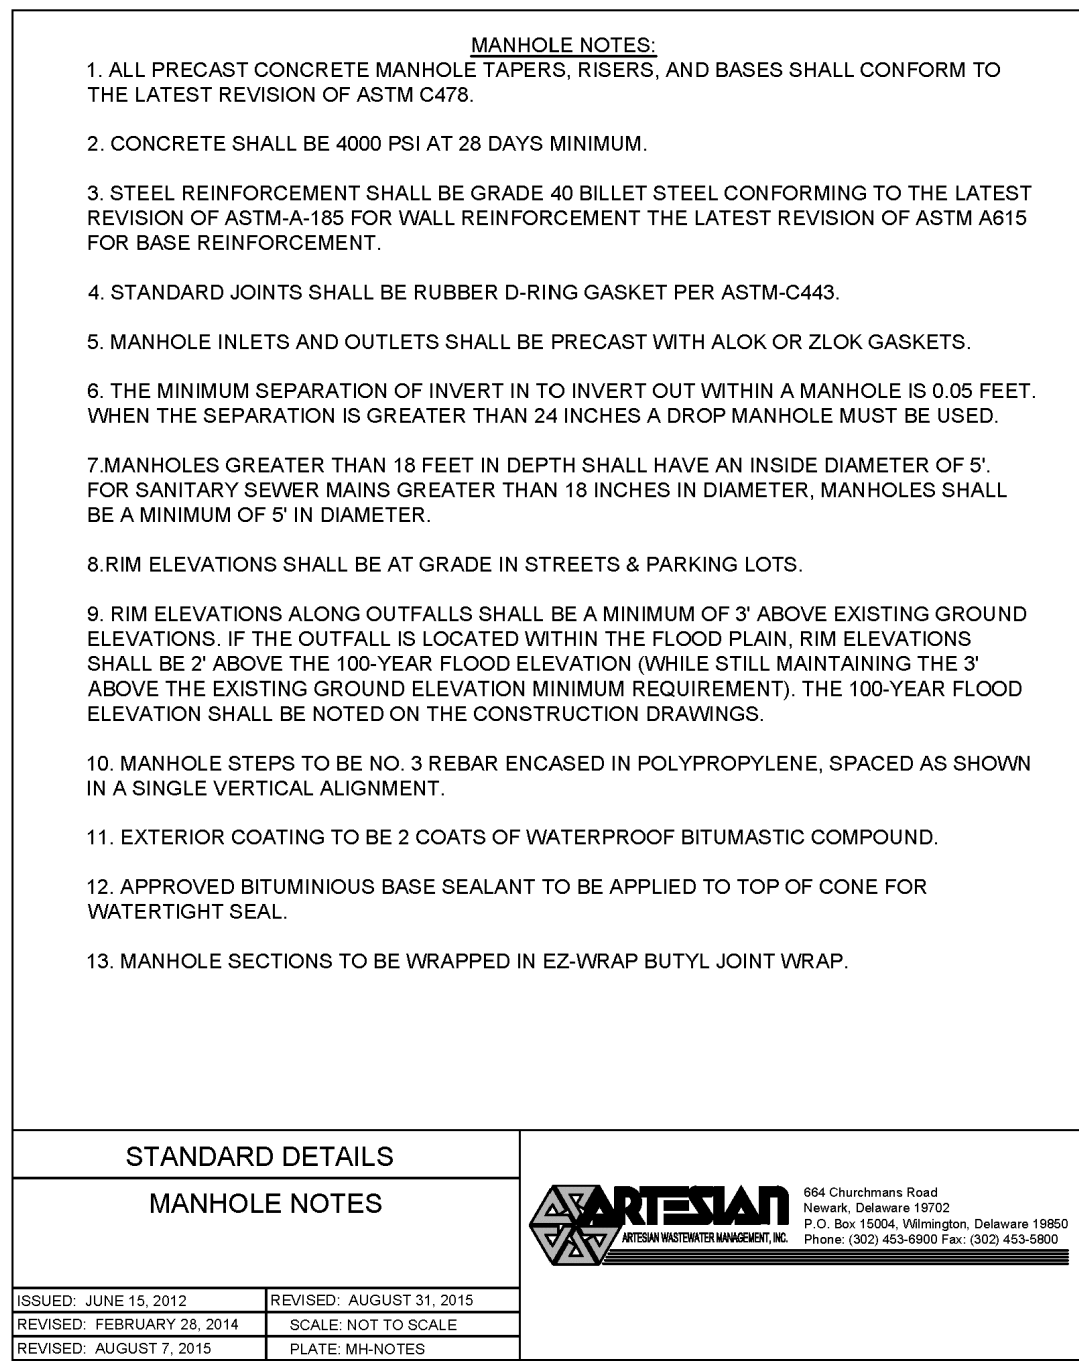 MANHOLE NOTES:
1. ALL PRECAST CONCRETE MANHOLE TAPERS, RISERS, AND BASES SHALL CONFORM TO
THE LATEST REVISION OF ASTM C478.
2. CONCRETE SHALL BE 4000 PSI AT 28 DAYS MINIMUM.
3. STEEL REINFORCEMENT SHALL BE GRADE 40 BILLET STEEL CONFORMING TO THE LATEST
REVISION OF ASTM-A-185 FOR WALL REINFORCEMENT THE LATEST REVISION OF ASTM A615
FOR BASE REINFORCEMENT.
4. STANDARD JOINTS SHALL BE RUBBER D-RING GASKET PER ASTM-C443.
5. MANHOLE INLETS AND OUTLETS SHALL BE PRECAST WITH ALOK OR ZLOK GASKETS.
6. THE MINIMUM SEPARATION OF INVERT IN TO INVERT OUT WITHIN A MANHOLE IS 0.05 FEET.
WHEN THE SEPARATION IS GREATER THAN 24 INCHES A DROP MANHOLE MUST BE USED.
7.MANHOLES GREATER THAN 18 FEET IN DEPTH SHALL HAVE AN INSIDE DIAMETER OF 5'.
FOR SANITARY SEWER MAINS GREATER THAN 18 INCHES IN DIAMETER, MANHOLES SHALL
BE A MINIMUM OF 5' IN DIAMETER.
8.RIM ELEVATIONS SHALL BE AT GRADE IN STREETS & PARKING LOTS.
9. RIM ELEVATIONS ALONG OUTFALLS SHALL BE A MINIMUM OF 3' ABOVE EXISTING GROUND
ELEVATIONS. IF THE OUTFALL IS LOCATED WITHIN THE FLOOD PLAIN, RIM ELEVATIONS
SHALL BE 2' ABOVE THE 100-YEAR FLOOD ELEVATION (WHILE STILL MAINTAINING THE 3'
ABOVE THE EXISTING GROUND ELEVATION MINIMUM REQUIREMENT). THE 100-YEAR FLOOD
ELEVATION SHALL BE NOTED ON THE CONSTRUCTION DRAWINGS.
10. MANHOLE STEPS TO BE NO. 3 REBAR ENCASED IN POLYPROPYLENE, SPACED AS SHOWN
IN A SINGLE VERTICAL ALIGNMENT.
11. EXTERIOR COATING TO BE 2 COATS OF WATERPROOF BITUMASTIC COMPOUND.
12. APPROVED BITUMINIOUS BASE SEALANT TO BE APPLIED TO TOP OF CONE FOR
WATERTIGHT SEAL.
13. MANHOLE SECTIONS TO BE WRAPPED IN EZ-WRAP BUTYL JOINT WRAP.
STANDARD DETAILS
MANHOLE NOTES
ISSUED: JUNE 15, 2012
REVISED: AUGUST 31, 2015
REVISED: FEBRUARY 28, 2014
SCALE: NOT TO SCALE
REVISED: AUGUST 7, 2015
PLATE: MH-NOTES
ARTESIAN
ARTESIAN WASTEWATER MANAGEMENT, INC.
664 Churchmans Road
Newark, Delaware 19702
P.O. Box 15004, Wilmington, Delaware 19850
Phone: (302) 453-6900 Fax: (302) 453-5800